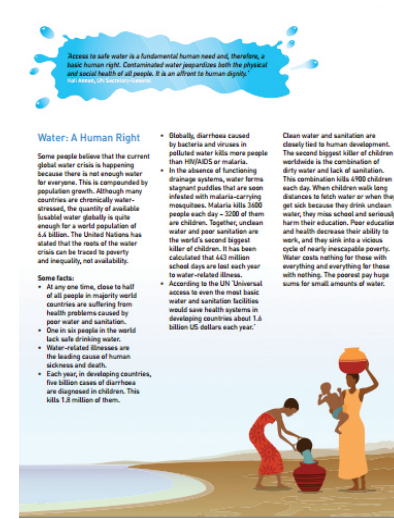 'Access to safe water is a fundamental human need and, therefore, a
basic human right. Contaminated water jeopardizes both the physical
and social health of all people. It is an affront to human dignity.'
Kofi Annan, UN Secretary-General
Water: A Human Right
Some people believe that the current
global water crisis is happening
because there is not enough water
for everyone. This is compounded by
population growth. Although many
countries are chronically water-
stressed, the quantity of available
(usable) water globally is quite
enough for a world population of
6.4 billion. The United Nations has
stated that the roots of the water
crisis can be traced to poverty
and inequality, not availability.
Some facts:
• At any one time, close to half
of all people in majority world
countries are suffering from
health problems caused by
poor water and sanitation.
• One in six people in the world
lack safe drinking water.
• Water-related illnesses are
the leading cause of human
sickness and death.
• Each year, in developing countries,
five billion cases of diarrhoea
are diagnosed in children. This
kills 1.8 million of them.
• Globally, diarrhoea caused
by bacteria and viruses in
polluted water kills more people
than HIV/AIDS or malaria.
• In the absence of functioning
drainage systems, water forms
stagnant puddles that are soon
infested with malaria-carrying
mosquitoes. Malaria kills 3600
people each day – 3200 of them
are children. Together, unclean
water and poor sanitation are
the world's second biggest
killer of children. It has been
calculated that 443 million
school days are lost each year
to water-related illness.
• According to the UN 'Universal
access to even the most basic
water and sanitation facilities
would save health systems in
developing countries about 1.6
billion US dollars each year.'
Clean water and sanitation are
closely tied to human development.
The second biggest killer of children
worldwide is the combination of
dirty water and lack of sanitation.
This combination kills 4900 children
each day. When children walk long
distances to fetch water or when they
get sick because they drink unclean
water, they miss school and seriously
harm their education. Poor education
and health decrease their ability to
work, and they sink into a vicious
cycle of nearly inescapable poverty.
Water costs nothing for those with
everything and everything for those
with nothing. The poorest pay huge
sums for small amounts of water.